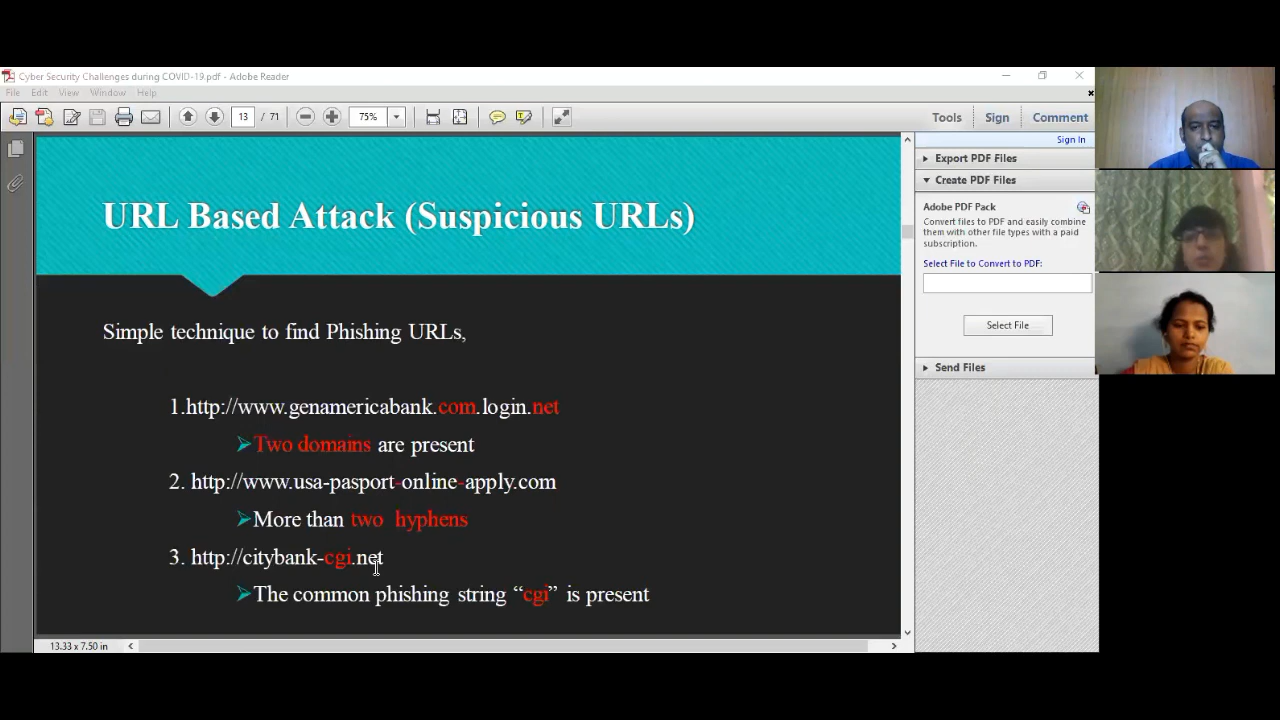 Cyber Security Challenges during COVID-19.pdf - Adobe Reader
File Edit View Window Help
13 / 71 75% Tools Sign Comment
Sign In
Export PDF Files
Create PDF Files
Adobe PDF Pack
Convert files to PDF and easily combine
them with other file types with a paid
subscription.
Select File to Convert to PDF:
Select File
Send Files
URL Based Attack (Suspicious URLs)
Simple technique to find Phishing URLs,
1.http://www.genamericabank.com.login.net
Two domains are present
2. http://www.usa-pasport-online-apply.com
More than two hyphens
3. http://citybank-cgi.net
The common phishing string “cgi” is present
13.33 x 7.50 in